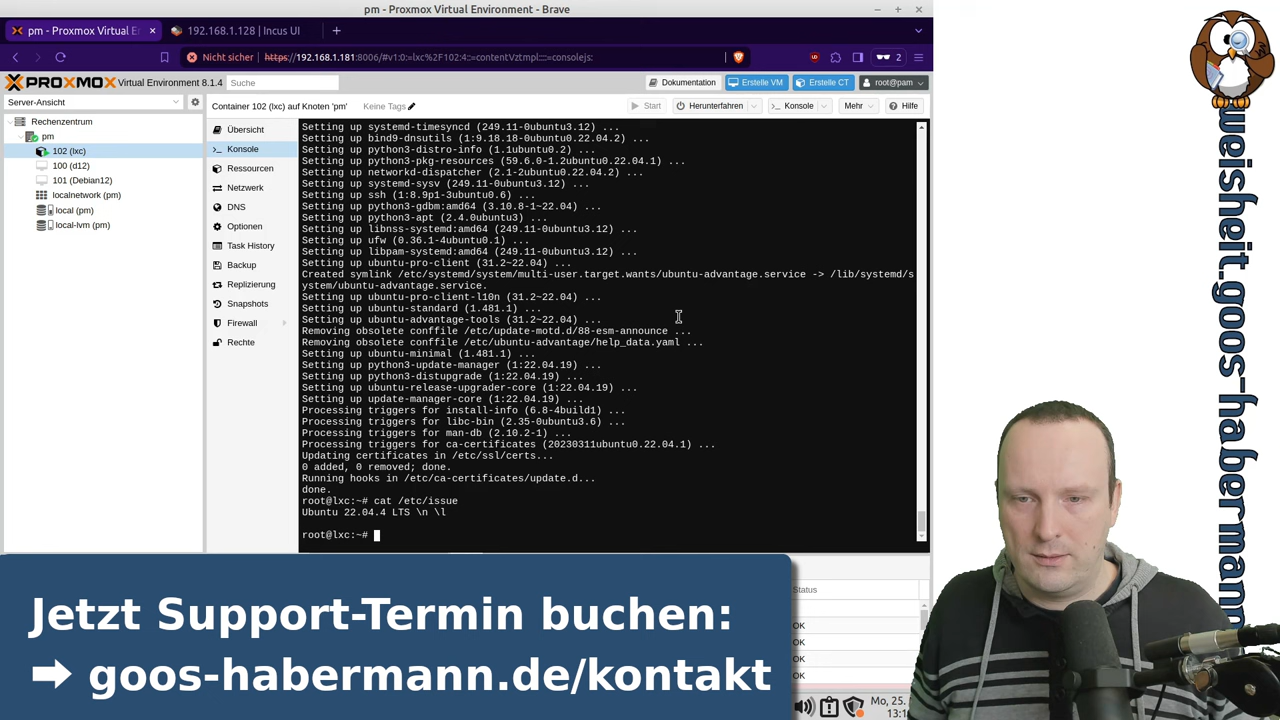 pm - Proxmox Virtual Environment - Brave
pm - Proxmox Virtual E
192.168.1.128 | Incus UI
Nicht sicher https://192.168.1.181:8006/#v1:0:=lxc%2F102:4::=contentVztmpl::::=consolejs:
2
PROXMOX Virtual Environment 8.1.4
Suche
Dokumentation
Erstelle VM
Erstelle CT
root@pam
Server-Ansicht
Rechenzentrum
pm
102 (lxc)
100 (d12)
101 (Debian12)
localnetwork (pm)
local (pm)
local-lvm (pm)
Container 102 (lxc) auf Knoten 'pm'
Keine Tags
Start
Herunterfahren
Konsole
Mehr
Hilfe
Übersicht
Konsole
Ressourcen
Netzwerk
DNS
Optionen
Task History
Backup
Replizierung
Snapshots
Firewall
Rechte
Setting up systemd-timesyncd (249.11-0ubuntu3.12) ...
Setting up bind9-dnsutils (1:9.18.18-0ubuntu0.22.04.2) ...
Setting up python3-distro-info (1.1ubuntu0.2) ...
Setting up python3-pkg-resources (59.6.0-1.2ubuntu0.22.04.1) ...
Setting up networkd-dispatcher (2.1-2ubuntu0.22.04.2) ...
Setting up systemd-sysv (249.11-0ubuntu3.12) ...
Setting up ssh (1:8.9p1-3ubuntu0.6) ...
Setting up python3-gdbm:amd64 (3.10.8-1~22.04) ...
Setting up python3-apt (2.4.0ubuntu3) ...
Setting up libnss-systemd:amd64 (249.11-0ubuntu3.12) ...
Setting up ufw (0.36.1-4ubuntu0.1) ...
Setting up libpam-systemd:amd64 (249.11-0ubuntu3.12) ...
Setting up ubuntu-pro-client (31.2~22.04) ...
Created symlink /etc/systemd/system/multi-user.target.wants/ubuntu-advantage.service -> /lib/systemd/s
ystem/ubuntu-advantage.service.
Setting up ubuntu-pro-client-l10n (31.2~22.04) ...
Setting up ubuntu-standard (1.481.1) ...
Setting up ubuntu-advantage-tools (31.2~22.04) ...
Removing obsolete conffile /etc/update-motd.d/88-esm-announce ...
Removing obsolete conffile /etc/ubuntu-advantage/help_data.yaml ...
Setting up ubuntu-minimal (1.481.1) ...
Setting up python3-update-manager (1:22.04.19) ...
Setting up python3-distupgrade (1:22.04.19) ...
Setting up ubuntu-release-upgrader-core (1:22.04.19) ...
Setting up update-manager-core (1:22.04.19) ...
Processing triggers for install-info (6.8-4build1) ...
Processing triggers for libc-bin (2.35-0ubuntu3.6) ...
Processing triggers for man-db (2.10.2-1) ...
Processing triggers for ca-certificates (20230311ubuntu0.22.04.1) ...
Updating certificates in /etc/ssl/certs...
0 added, 0 removed; done.
Running hooks in /etc/ca-certificates/update.d...
done.
root@lxc:~# cat /etc/issue
Ubuntu 22.04.4 LTS \n \l
root@lxc:~#
Status
OK
OK
OK
OK
Jetzt Support-Termin buchen:
➡ goos-habermann.de/kontakt
Mo, 25.
weisheit.goos-habermann